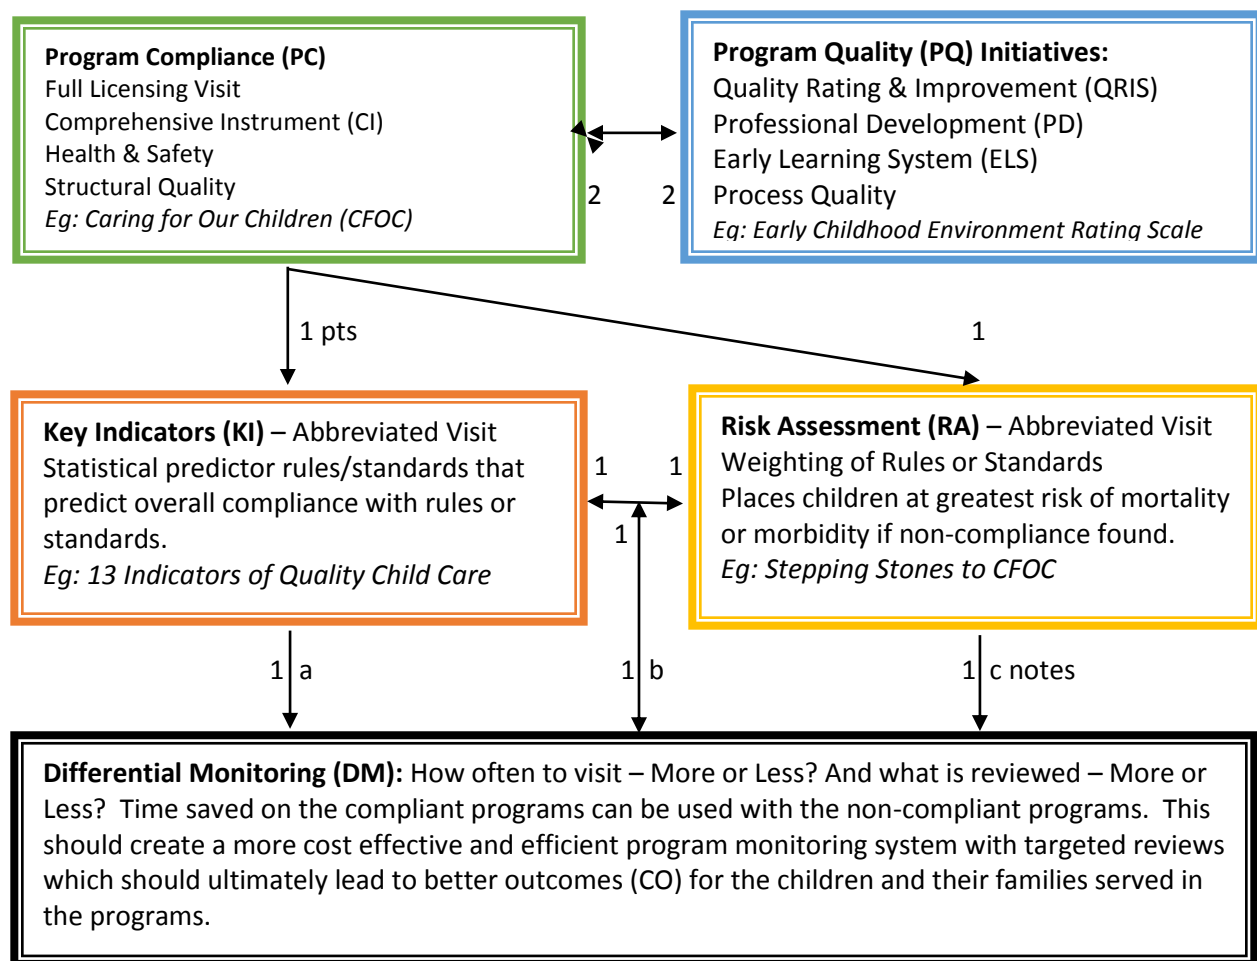 Program Compliance (PC)
Full Licensing Visit
Comprehensive Instrument (CI)
Health & Safety
Structural Quality
Eg: Caring for Our Children (CFOC)
Program Quality (PQ) Initiatives:
Quality Rating & Improvement (QRIS)
Professional Development (PD)
Early Learning System (ELS)
Process Quality
Eg: Early Childhood Environment Rating Scale
2 2
1 pts 1
Key Indicators (KI) – Abbreviated Visit
Statistical predictor rules/standards that
predict overall compliance with rules or
standards.
Eg: 13 Indicators of Quality Child Care
1 1
1
Risk Assessment (RA) – Abbreviated Visit
Weighting of Rules or Standards
Places children at greatest risk of mortality
or morbidity if non-compliance found.
Eg: Stepping Stones to CFOC
1 a 1 b 1 c notes
Differential Monitoring (DM): How often to visit – More or Less? And what is reviewed – More or
Less? Time saved on the compliant programs can be used with the non-compliant programs. This
should create a more cost effective and efficient program monitoring system with targeted reviews
which should ultimately lead to better outcomes (CO) for the children and their families served in
the programs.